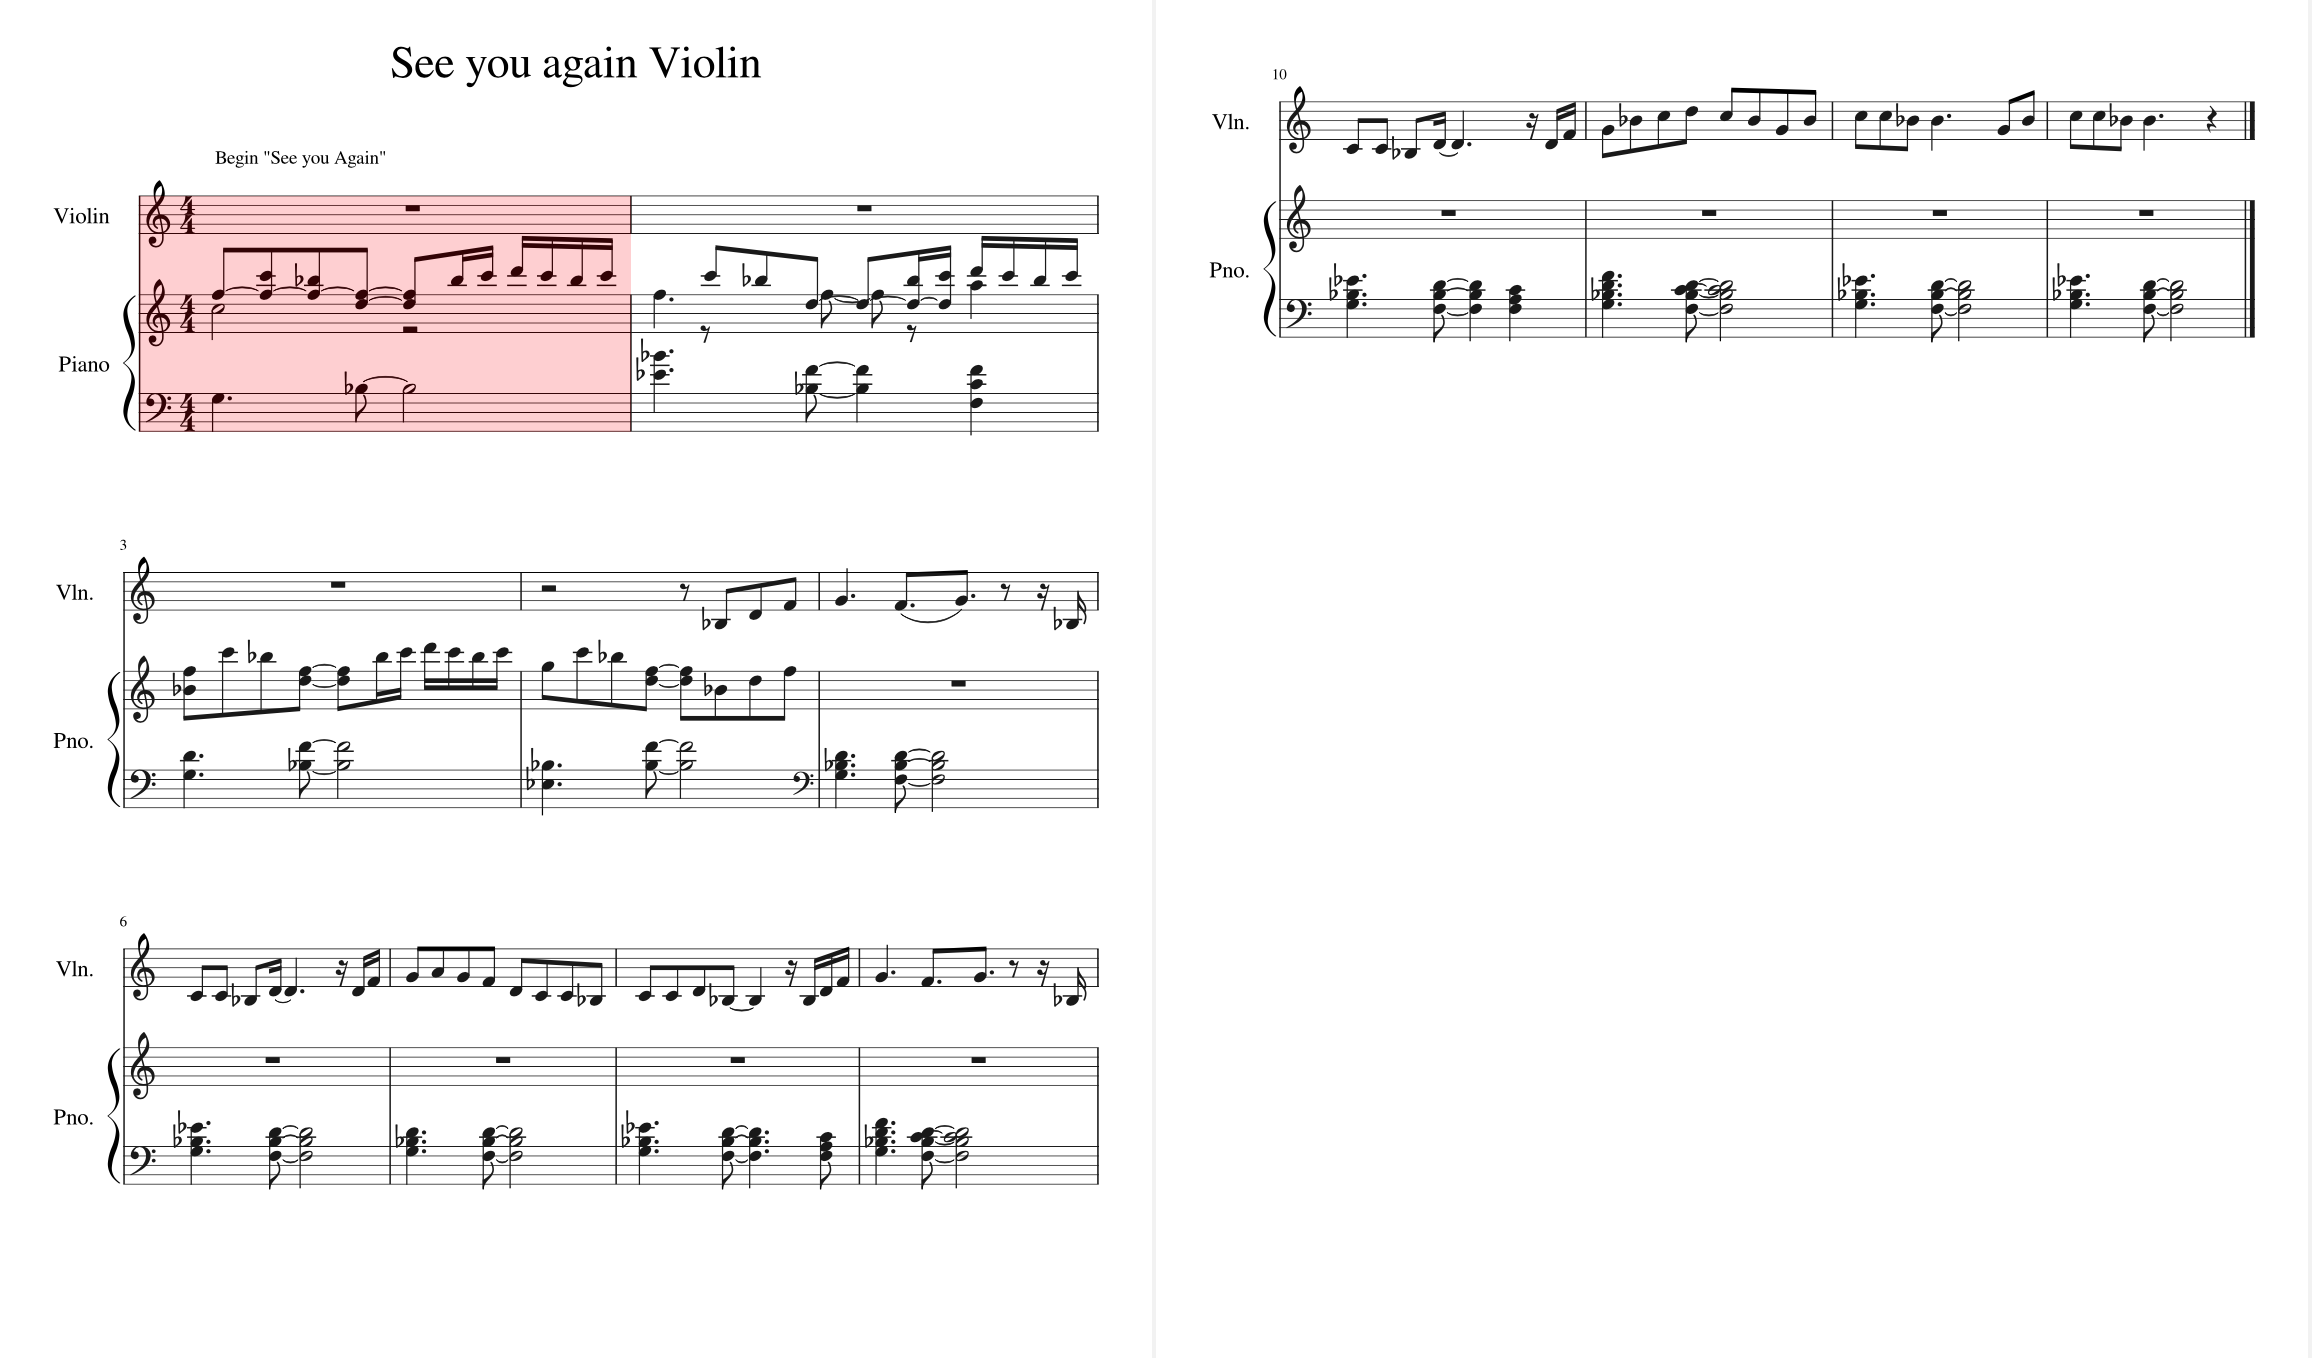 See you again Violin
Begin "See you Again"
Violin
Piano
3
Vln.
Pno.
6
Vln.
Pno.
10
Vln.
Pno.